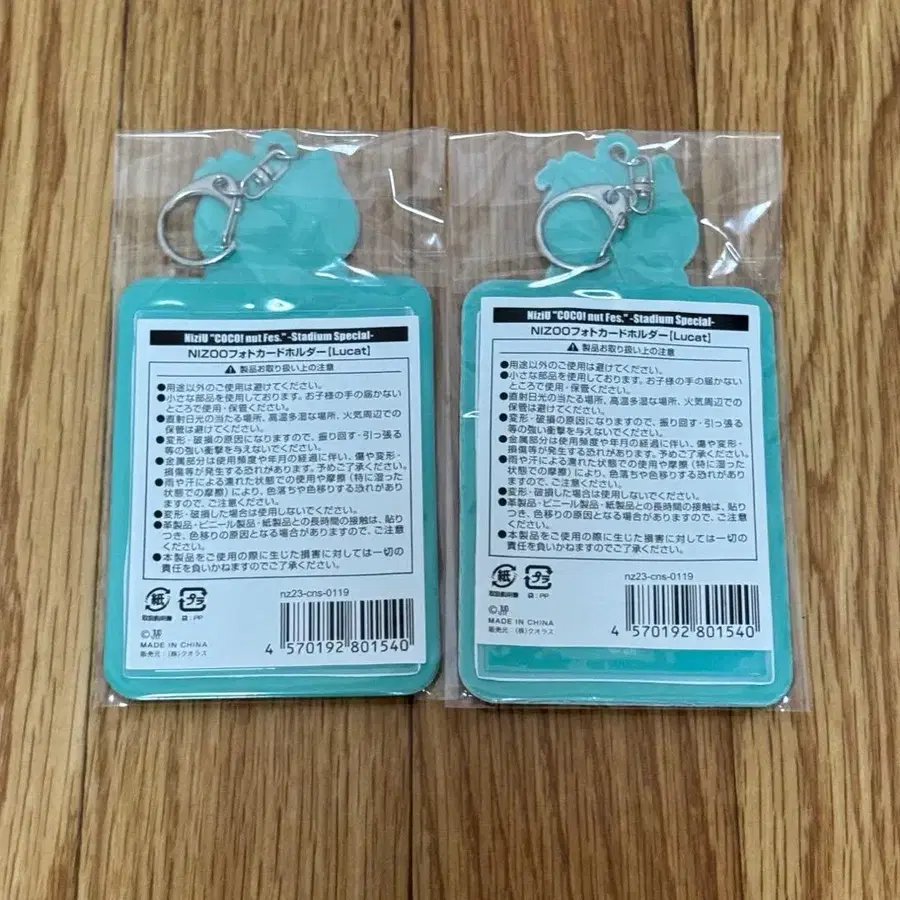 NiziU "COCO! nut Fes." -Stadium Special-
NIZOOフォトカードホルダー【Lucat】
⚠ 製品お取り扱い上の注意
●用途以外のご使用は避けてください。
●小さな部品を使用しております。お子様の手の届かない
ところで使用・保管ください。
●直射日光の当たる場所、高温多湿な場所、火気周辺での
保管は避けてください。
●変形・破損の原因になりますので、振り回す・引っ張る
等の強い衝撃を与えないでください。
●金属部分は使用頻度や年月の経過に伴い、傷や変形・
損傷等が発生する恐れがあります。予めご了承ください。
●雨や汗による濡れた状態での使用や摩擦(特に湿った
状態での摩擦)により、色落ちや色移りする恐れがあり
ますので、ご注意ください。
●変形・破損した場合は使用しないでください。
●革製品・ビニール製品・紙製品との長時間の接触は、貼り
つき、色移りの原因となる場合がありますので、ご注意
ください。
●本製品をご使用の際に生じた損害に対しては一切の
責任を負いかねますのでご了承ください。
紙
取扱説明書
プラ
袋:PP
nz23-cns-0119
MADE IN CHINA
販売元:(株)クオラス
4 570192 801540
NiziU "COCO! nut Fes." -Stadium Special-
NIZOOフォトカードホルダー【Lucat】
⚠ 製品お取り扱い上の注意
●用途以外のご使用は避けてください。
●小さな部品を使用しております。お子様の手の届かない
ところで使用・保管ください。
●直射日光の当たる場所、高温多湿な場所、火気周辺での
保管は避けてください。
●変形・破損の原因になりますので、振り回す・引っ張る
等の強い衝撃を与えないでください。
●金属部分は使用頻度や年月の経過に伴い、傷や変形・
損傷等が発生する恐れがあります。予めご了承ください。
●雨や汗による濡れた状態での使用や摩擦(特に湿った
状態での摩擦)により、色落ちや色移りする恐れがあり
ますので、ご注意ください。
●変形・破損した場合は使用しないでください。
●革製品・ビニール製品・紙製品との長時間の接触は、貼り
つき、色移りの原因となる場合がありますので、ご注意
ください。
●本製品をご使用の際に生じた損害に対しては一切の
責任を負いかねますのでご了承ください。
紙
取扱説明書
プラ
袋:PP
nz23-cns-0119
MADE IN CHINA
販売元:(株)クオラス
4 570192 801540